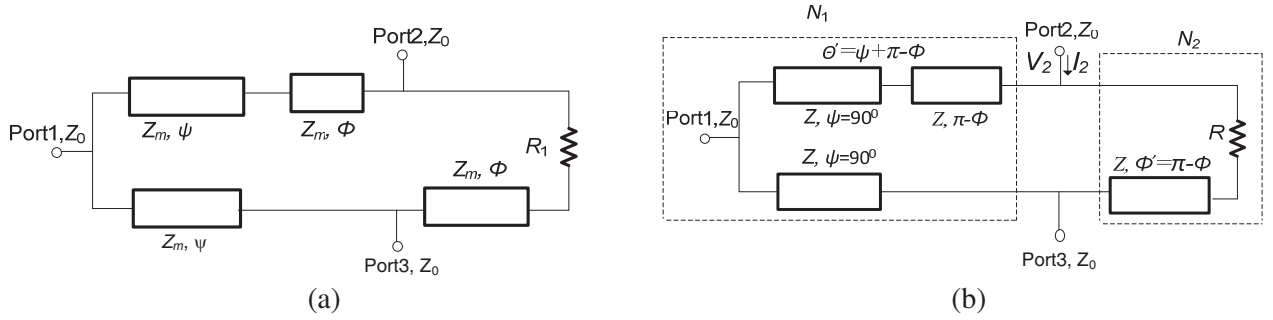 Port2,Z₀
Port1,Z₀
Zₘ, ψ
Zₘ, Φ
R₁
Zₘ, Φ
Zₘ, ψ
Port3, Z₀
(a)
N₁
Port2,Z₀
N₂
Θ'=ψ+π-Φ
V₂
I₂
Port1,Z₀
Z, ψ=90⁰
Z, π-Φ
R
Z, ψ=90⁰
Z, Φ'=π-Φ
Port3, Z₀
(b)